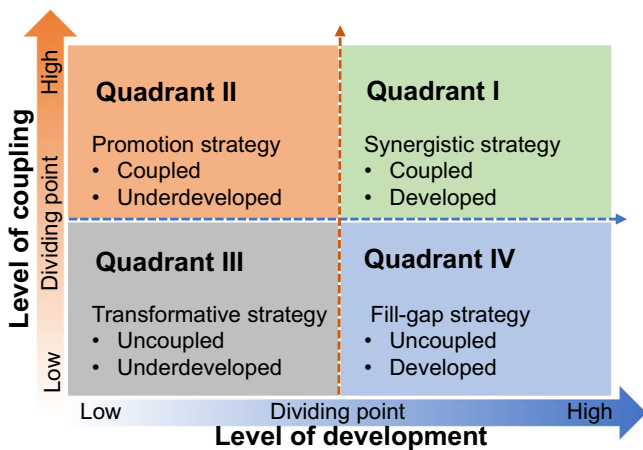 Level of coupling
High
Dividing point
Low
Quadrant II
Promotion strategy
• Coupled
• Underdeveloped
Quadrant I
Synergistic strategy
• Coupled
• Developed
Quadrant III
Transformative strategy
• Uncoupled
• Underdeveloped
Quadrant IV
Fill-gap strategy
• Uncoupled
• Developed
Low Dividing point High
Level of development